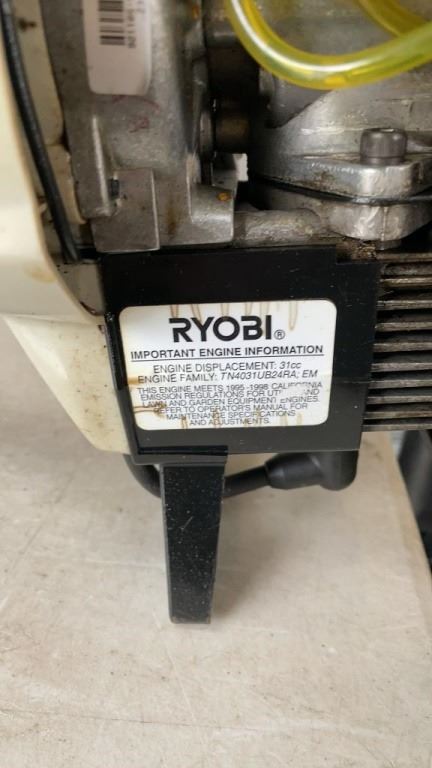 RYOBI®
IMPORTANT ENGINE INFORMATION
ENGINE DISPLACEMENT: 31cc
ENGINE FAMILY: TN4031UB24RA; EM
THIS ENGINE MEETS 1995-1998 CALIFORNIA
EMISSION REGULATIONS FOR
LAWN AND GARDEN EQUIPMENT ENGINES.
REFER TO OPERATOR'S MANUAL FOR
MAINTENANCE SPECIFICATIONS
AND ADJUSTMENTS.